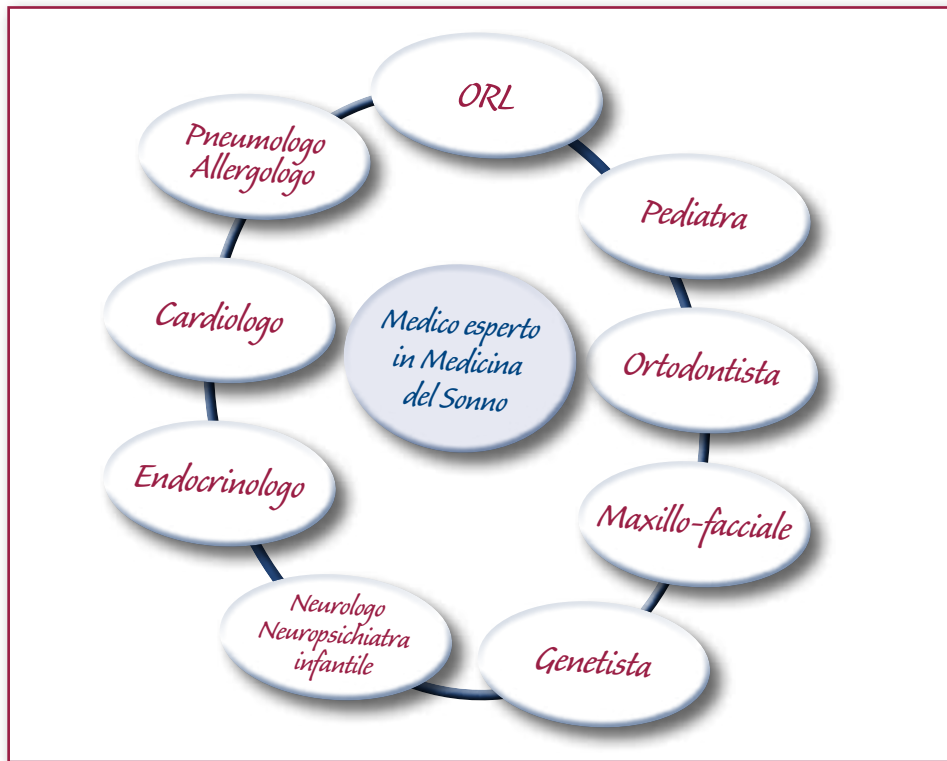 ORL
Pneumologo
Allergologo
Pediatra
Cardiologo
Medico esperto
in Medicina
del Sonno
Ortodontista
Endocrinologo
Maxillo-facciale
Neurologo
Neuropsichiatra
infantile
Genetista